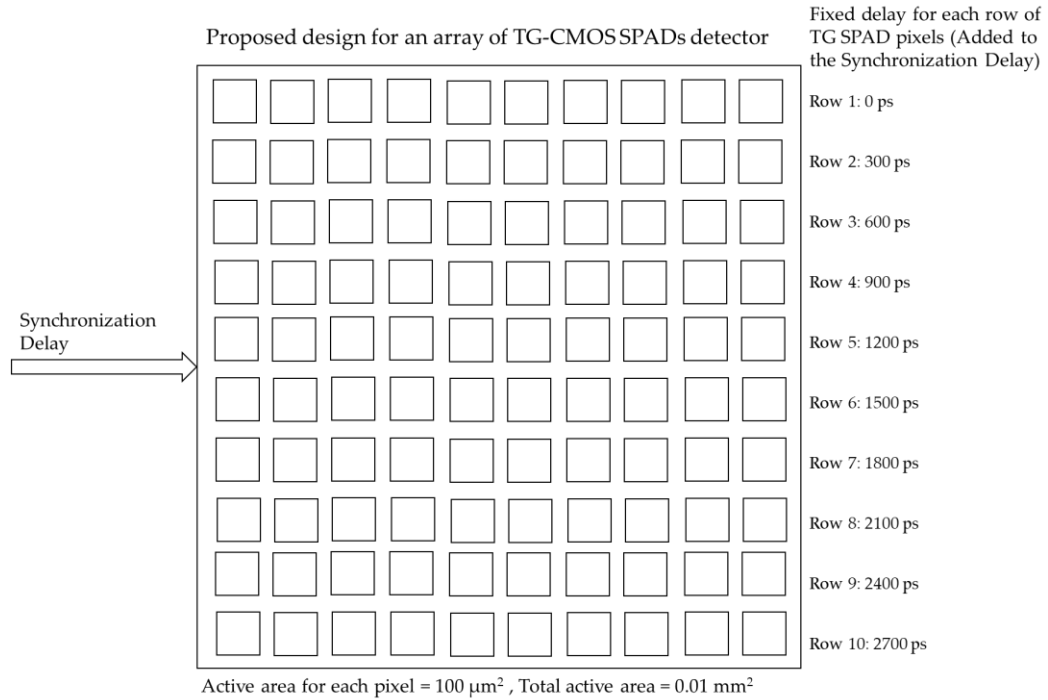 Proposed design for an array of TG-CMOS SPADs detector
Fixed delay for each row of
TG SPAD pixels (Added to
the Synchronization Delay)
Row 1: 0 ps
Row 2: 300 ps
Row 3: 600 ps
Row 4: 900 ps
Synchronization
Delay
Row 5: 1200 ps
Row 6: 1500 ps
Row 7: 1800 ps
Row 8: 2100 ps
Row 9: 2400 ps
Row 10: 2700 ps
Active area for each pixel = 100 µm² , Total active area = 0.01 mm²